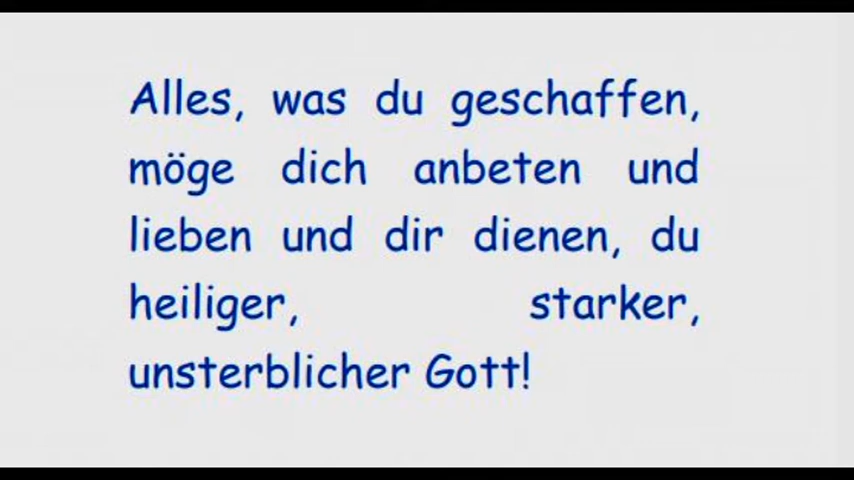 Alles, was du geschaffen,
möge dich anbeten und
lieben und dir dienen, du
heiliger, starker,
unsterblicher Gott!